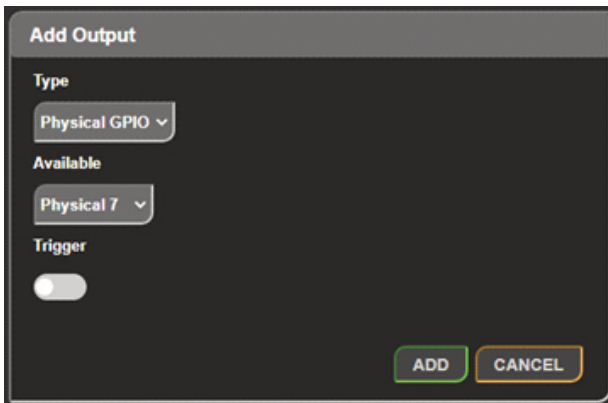 Add Output
Type
Physical GPIO
Available
Physical 7
Trigger
ADD CANCEL